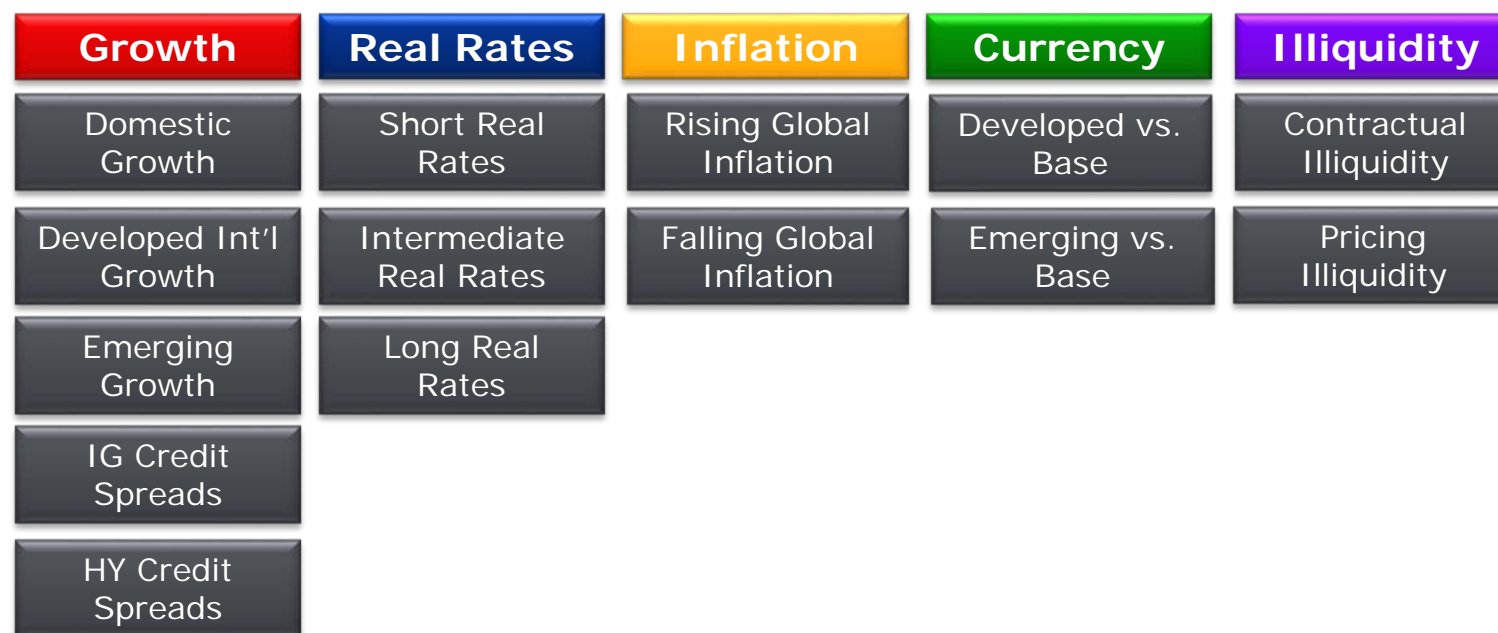 Growth
Real Rates
Inflation
Currency
Illiquidity
Domestic
Growth
Short Real
Rates
Rising Global
Inflation
Developed vs.
Base
Contractual
Illiquidity
Developed Int'l
Growth
Intermediate
Real Rates
Falling Global
Inflation
Emerging vs.
Base
Pricing
Illiquidity
Emerging
Growth
Long Real
Rates
IG Credit
Spreads
HY Credit
Spreads